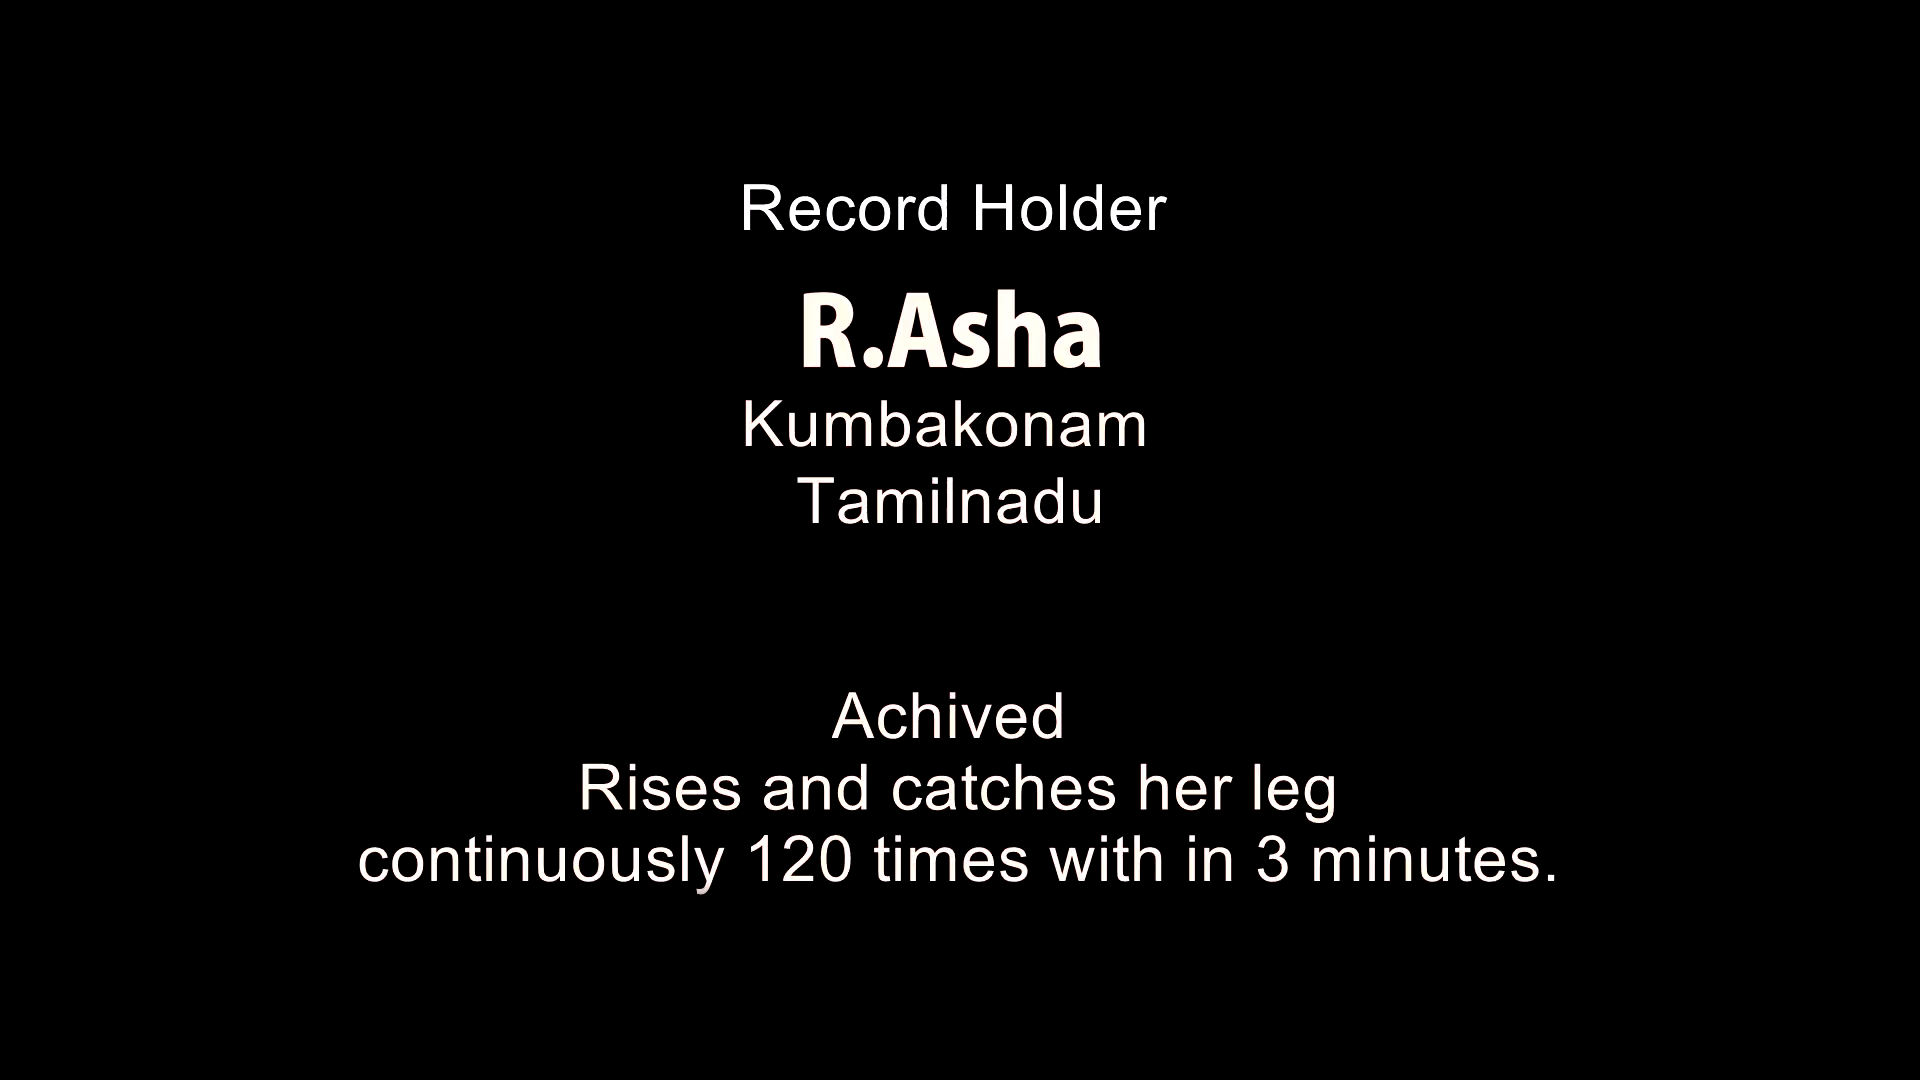 Record Holder
R.Asha
Kumbakonam
Tamilnadu
Achived
Rises and catches her leg
continuously 120 times with in 3 minutes.